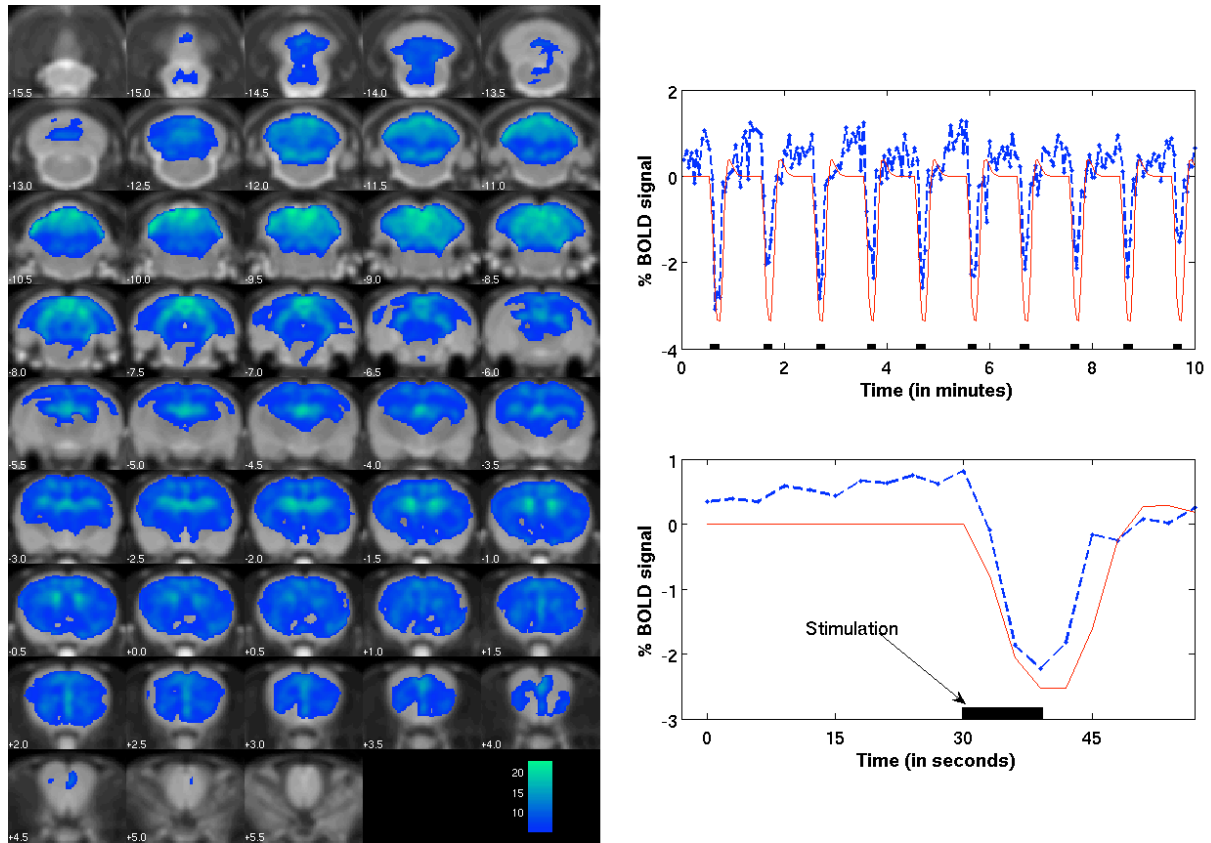 -15.5 -15.0 -14.5 -14.0 -13.5
-13.0 -12.5 -12.0 -11.5 -11.0
-10.5 -10.0 -9.5 -9.0 -8.5
-8.0 -7.5 -7.0 -6.5 -6.0
-5.5 -5.0 -4.5 -4.0 -3.5
-3.0 -2.5 -2.0 -1.5 -1.0
-0.5 +0.0 +0.5 +1.0 +1.5
+2.0 +2.5 +3.0 +3.5 +4.0
+4.5 +5.0 +5.5
20
15
10
% BOLD signal
2
0
-2
-4
0 2 4 6 8 10
Time (in minutes)
% BOLD signal
1
0
-1
-2
-3
Stimulation
0 15 30 45
Time (in seconds)